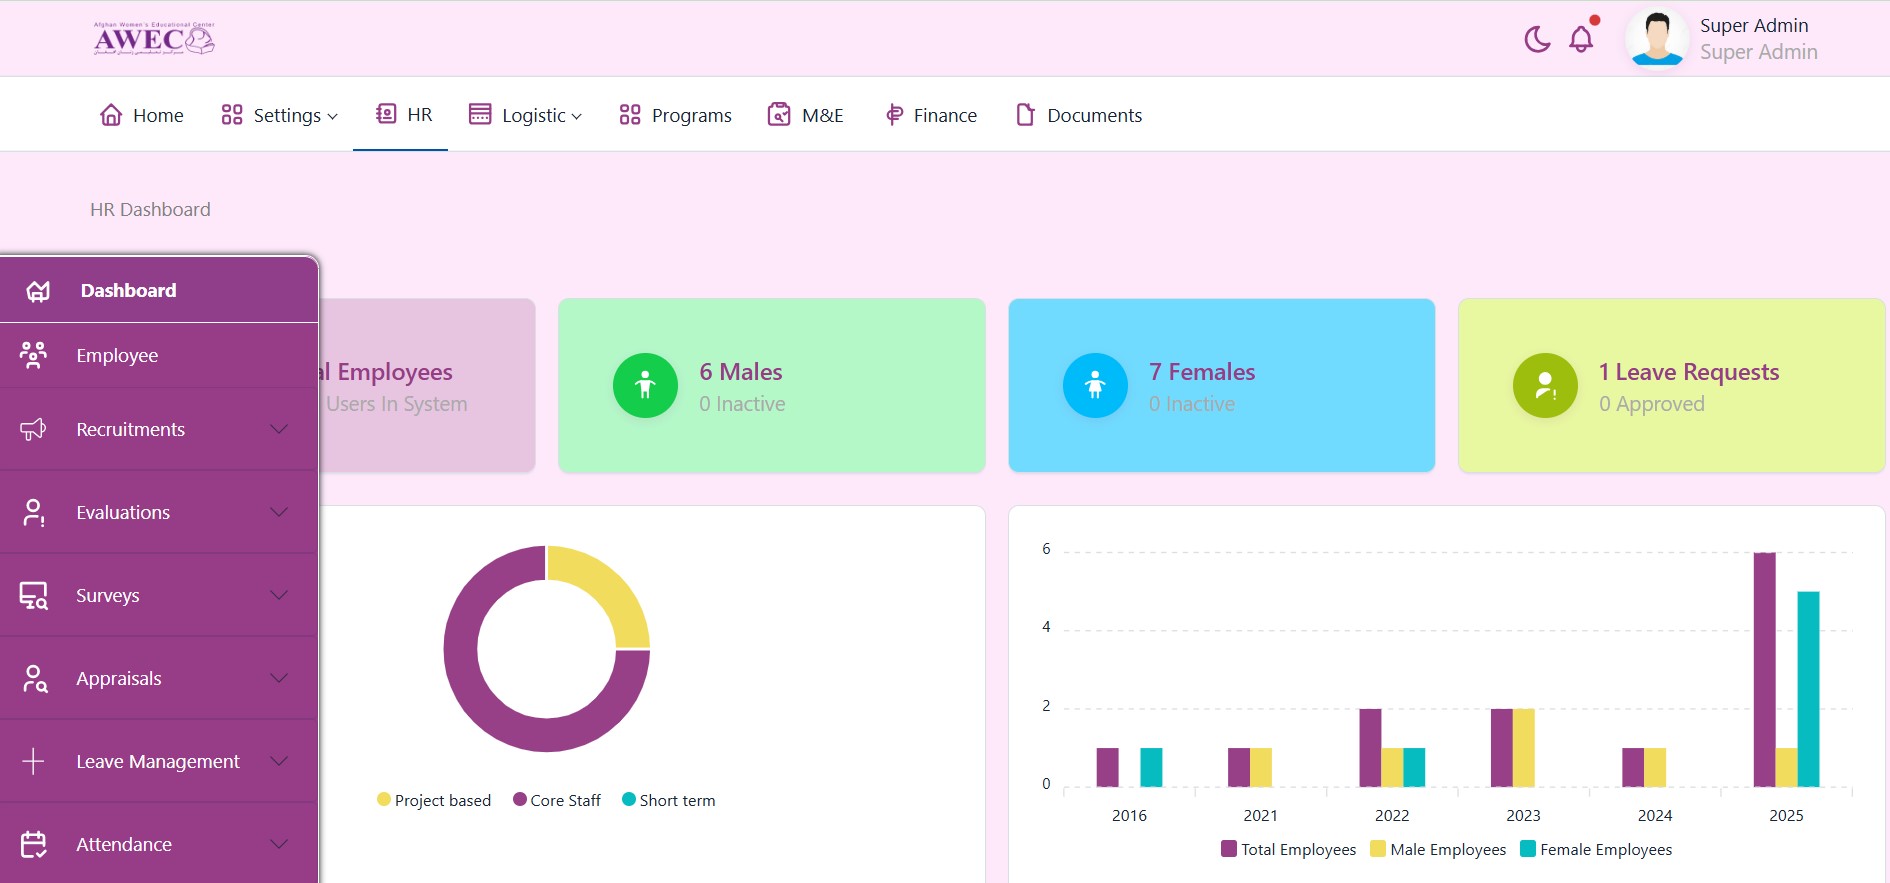 Afghan Women's Educational Center
AWEC
Super Admin
Super Admin
Home
Settings
HR
Logistic
Programs
M&E
Finance
Documents
HR Dashboard
Dashboard
Employee
Recruitments
Evaluations
Surveys
Appraisals
Leave Management
Attendance
Employees
Users In System
6 Males
0 Inactive
7 Females
0 Inactive
1 Leave Requests
0 Approved
Project based
Core Staff
Short term
6
4
2
0
2016
2021
2022
2023
2024
2025
Total Employees
Male Employees
Female Employees